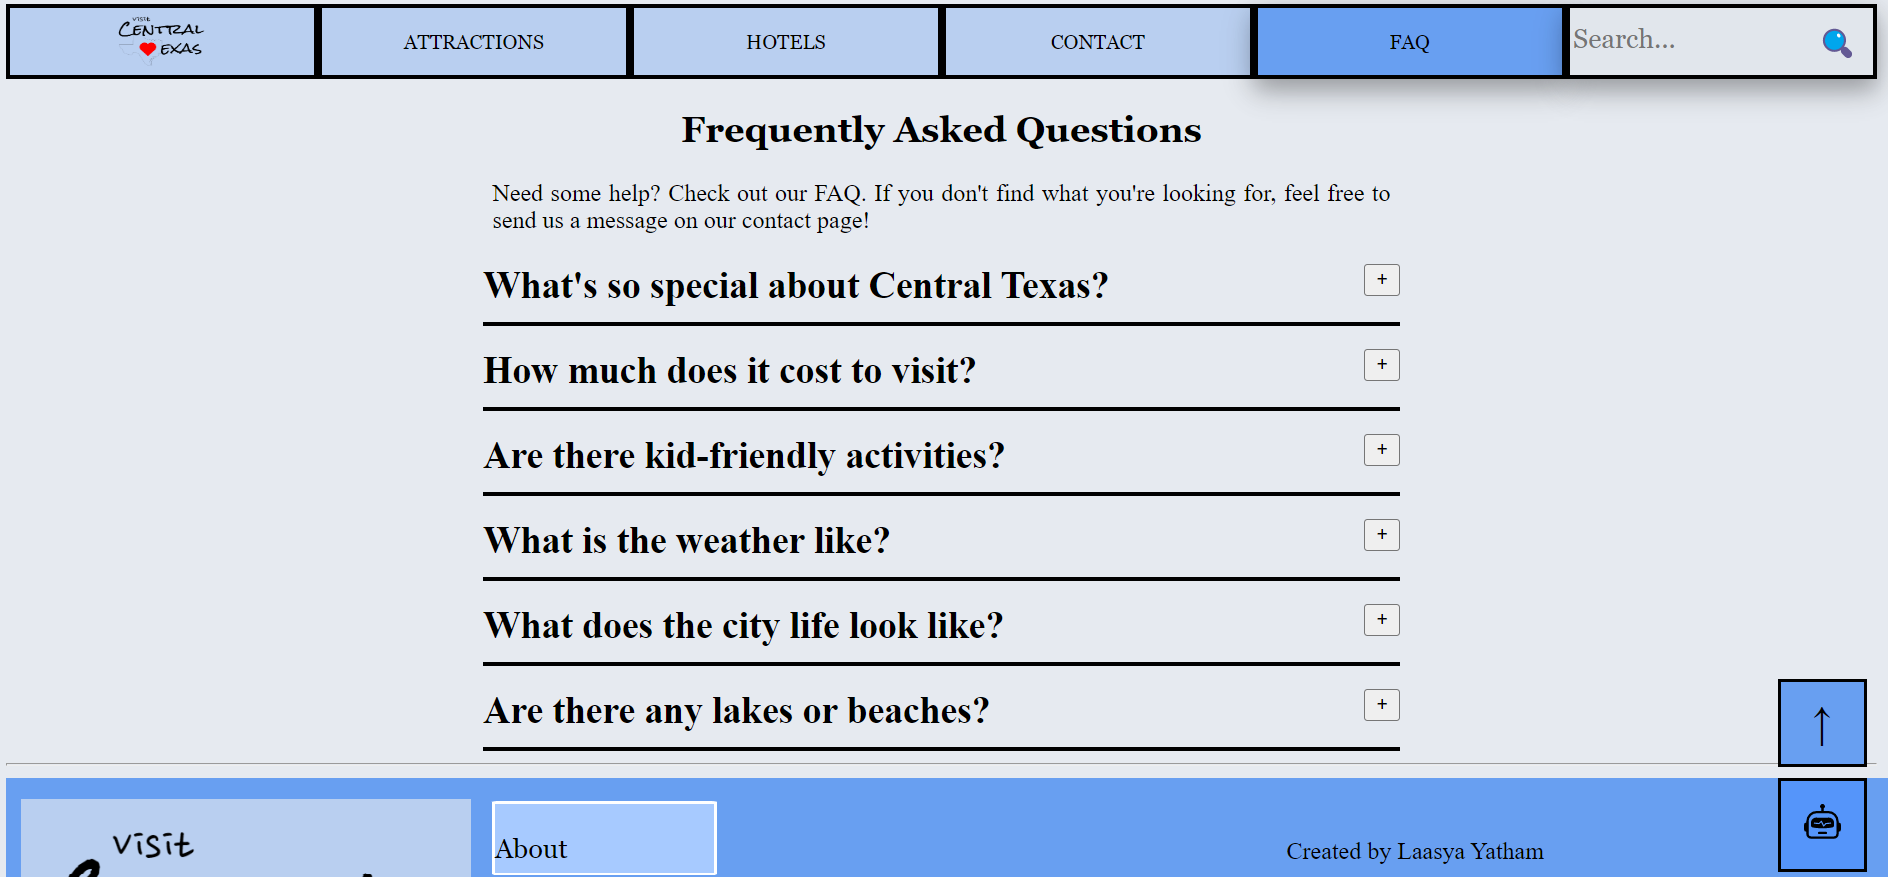 visit
Central
exas
ATTRACTIONS
HOTELS
CONTACT
FAQ
Search...
Frequently Asked Questions
Need some help? Check out our FAQ. If you don't find what you're looking for, feel free to
send us a message on our contact page!
What's so special about Central Texas?
+
How much does it cost to visit?
+
Are there kid-friendly activities?
+
What is the weather like?
+
What does the city life look like?
+
Are there any lakes or beaches?
+
↑
visit
About
Created by Laasya Yatham